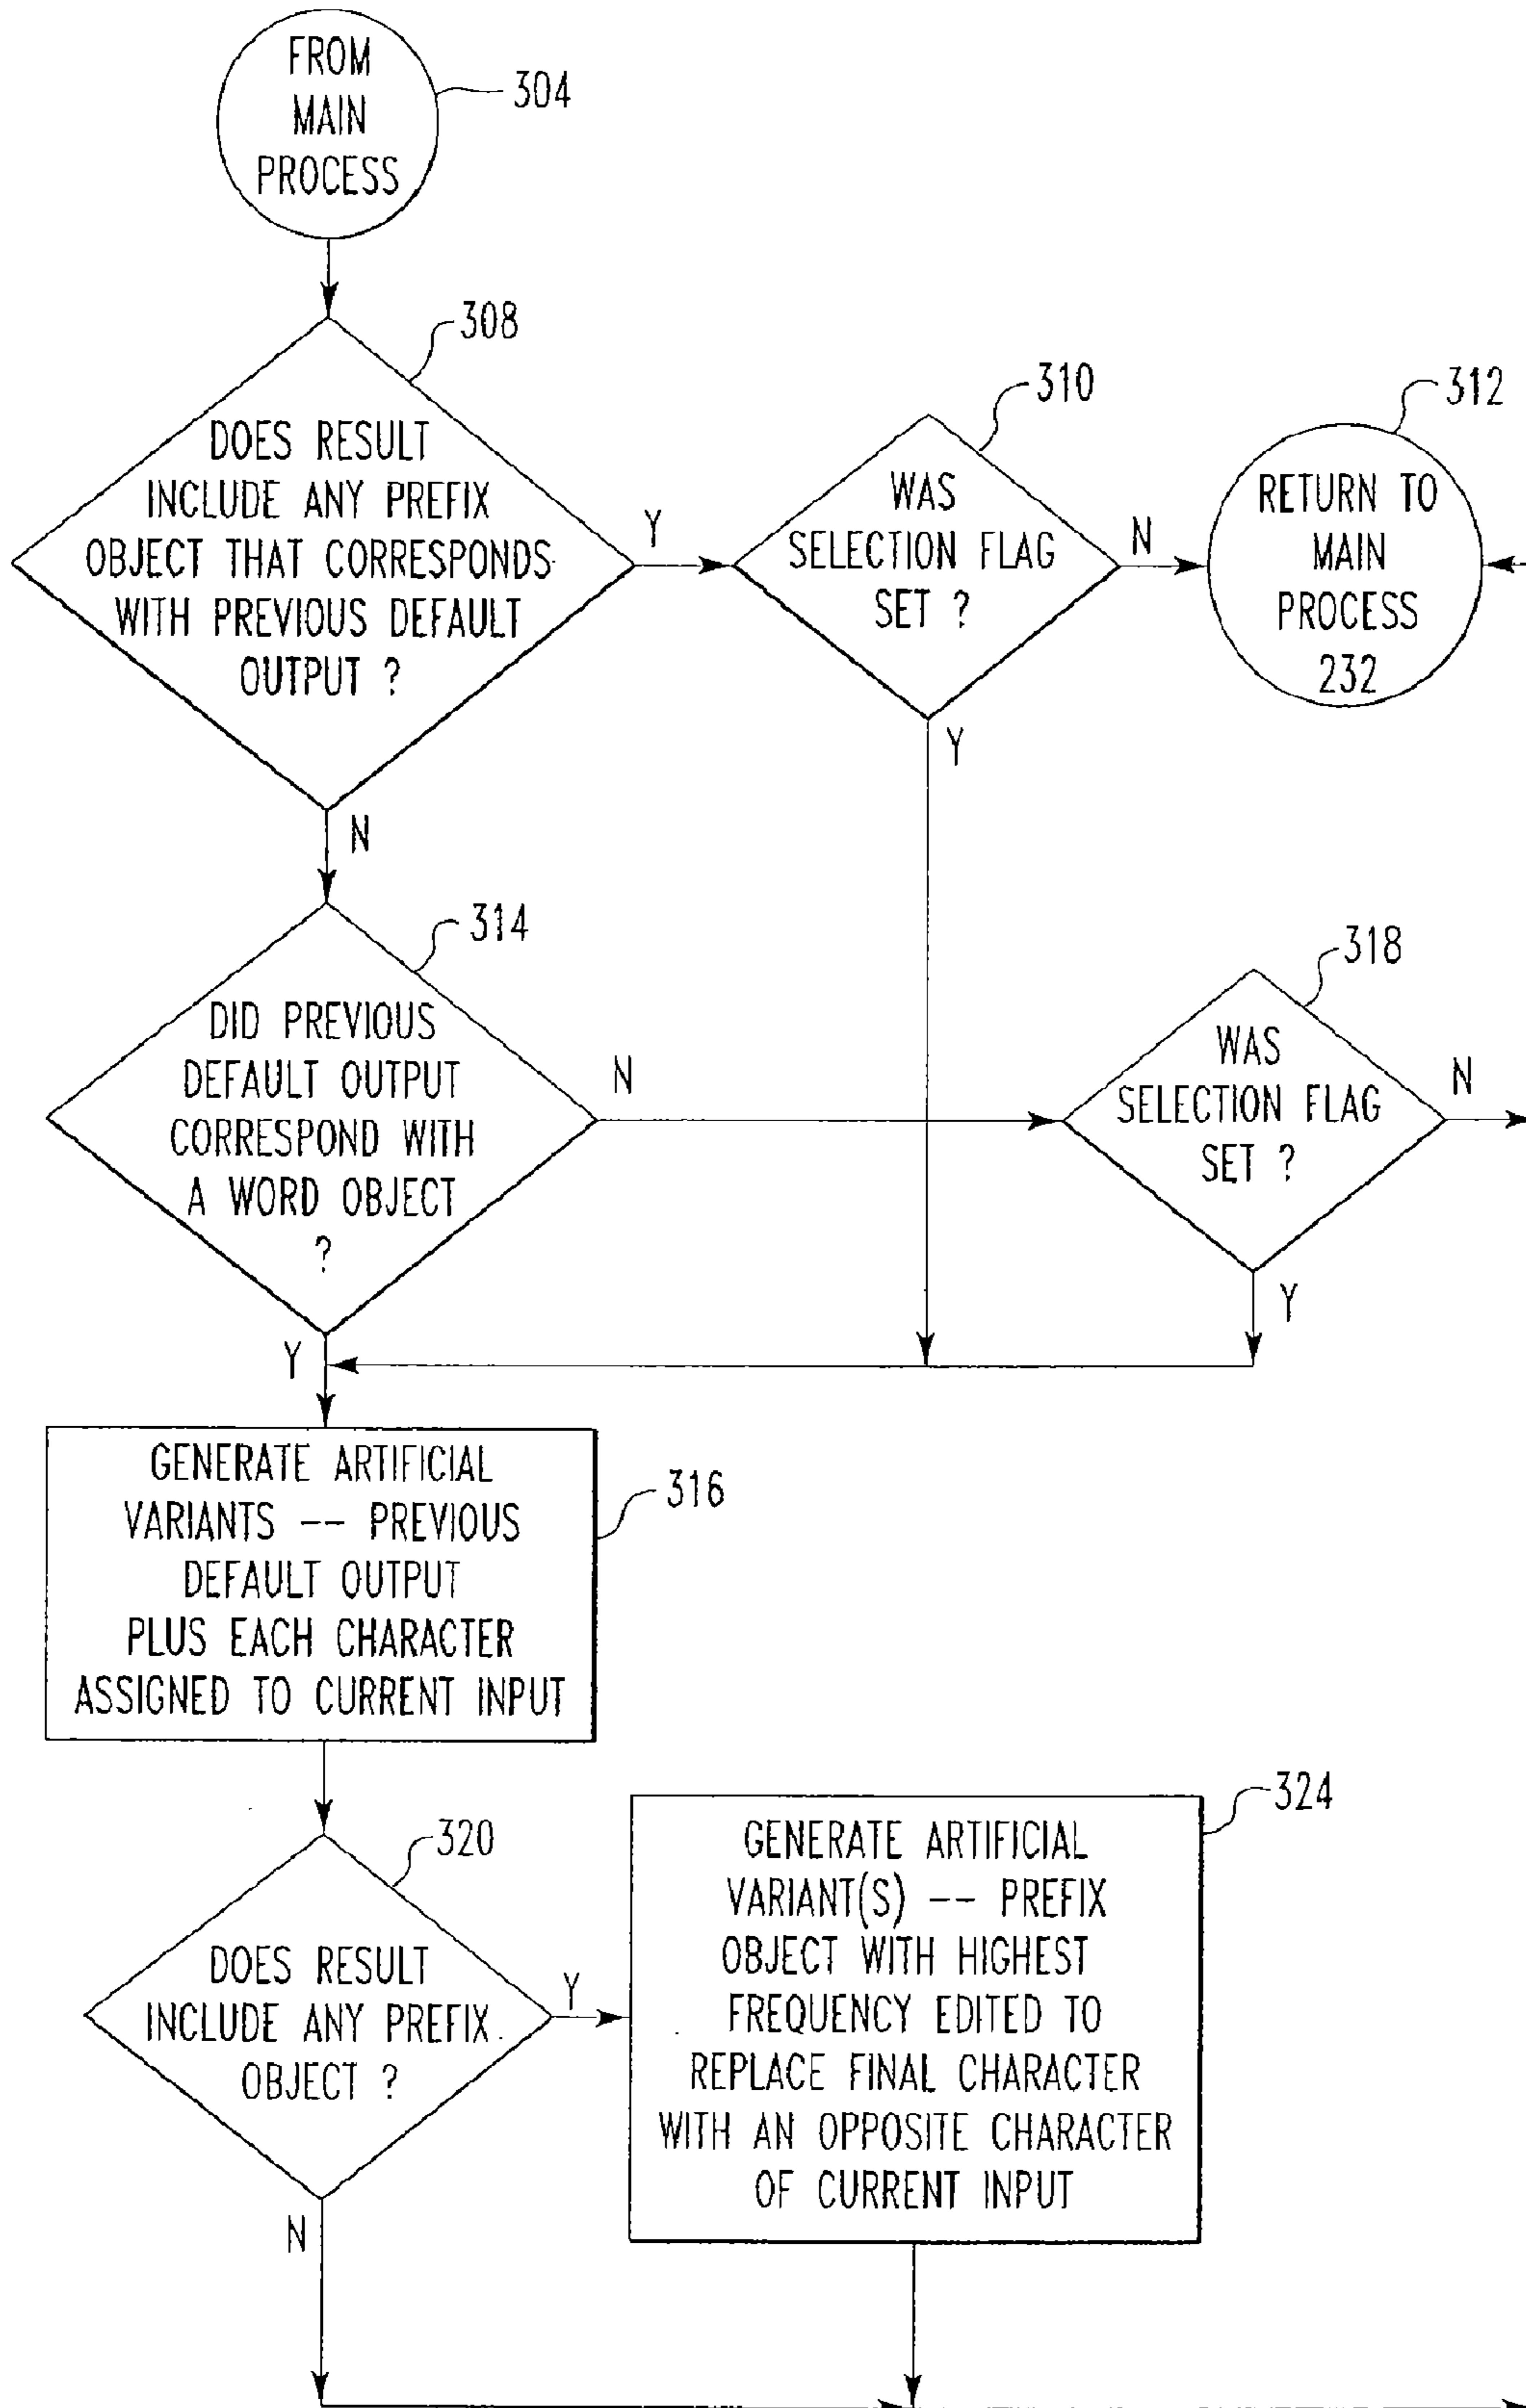 FROM
MAIN
PROCESS
304
308
DOES RESULT
INCLUDE ANY PREFIX
OBJECT THAT CORRESPONDS
WITH PREVIOUS DEFAULT
OUTPUT ?
Y
N
310
WAS
SELECTION FLAG
SET ?
N
Y
312
RETURN TO
MAIN
PROCESS
232
314
DID PREVIOUS
DEFAULT OUTPUT
CORRESPOND WITH
A WORD OBJECT
?
N
Y
318
WAS
SELECTION FLAG
SET ?
N
Y
GENERATE ARTIFICIAL
VARIANTS -- PREVIOUS
DEFAULT OUTPUT
PLUS EACH CHARACTER
ASSIGNED TO CURRENT INPUT
316
320
DOES RESULT
INCLUDE ANY PREFIX
OBJECT ?
Y
N
324
GENERATE ARTIFICIAL
VARIANT(S) -- PREFIX
OBJECT WITH HIGHEST
FREQUENCY EDITED TO
REPLACE FINAL CHARACTER
WITH AN OPPOSITE CHARACTER
OF CURRENT INPUT